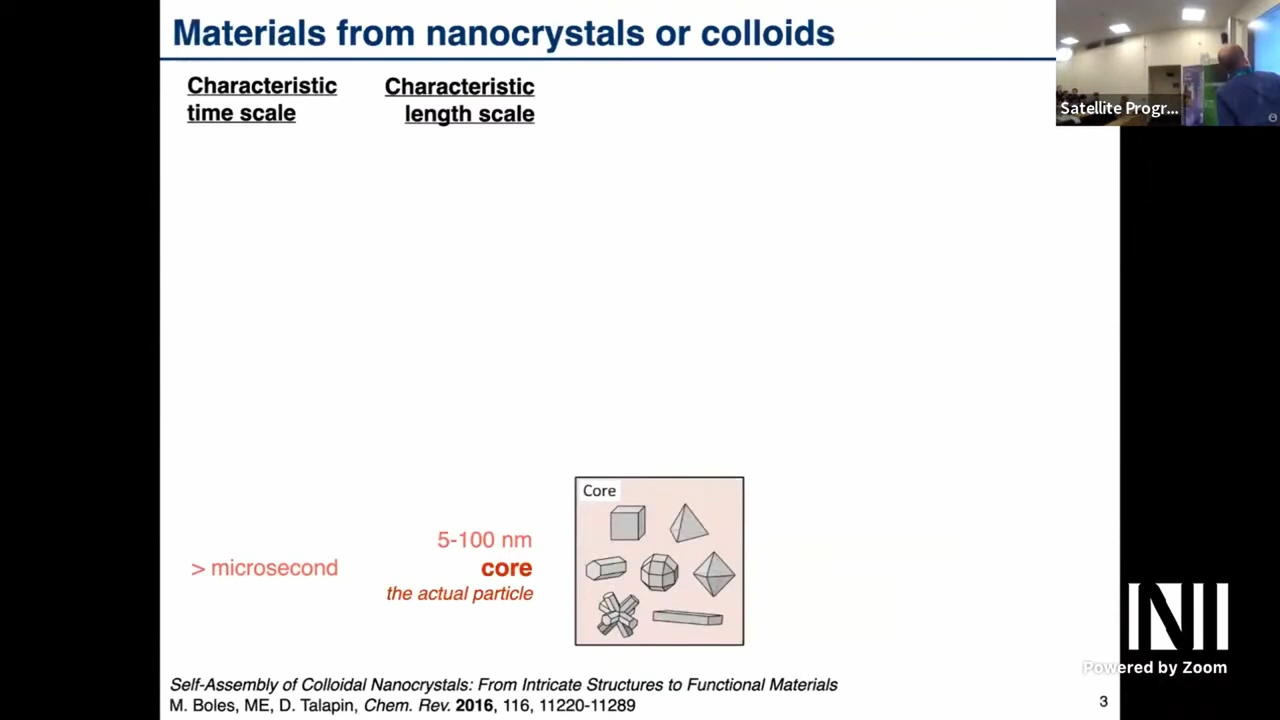 Materials from nanocrystals or colloids
Satellite Progr...
Characteristic
time scale
Characteristic
length scale
Core
5-100 nm
> microsecond
core
the actual particle
Self-Assembly of Colloidal Nanocrystals: From Intricate Structures to Functional Materials
M. Boles, ME, D. Talapin, Chem. Rev. 2016, 116, 11220-11289
3
Powered by Zoom